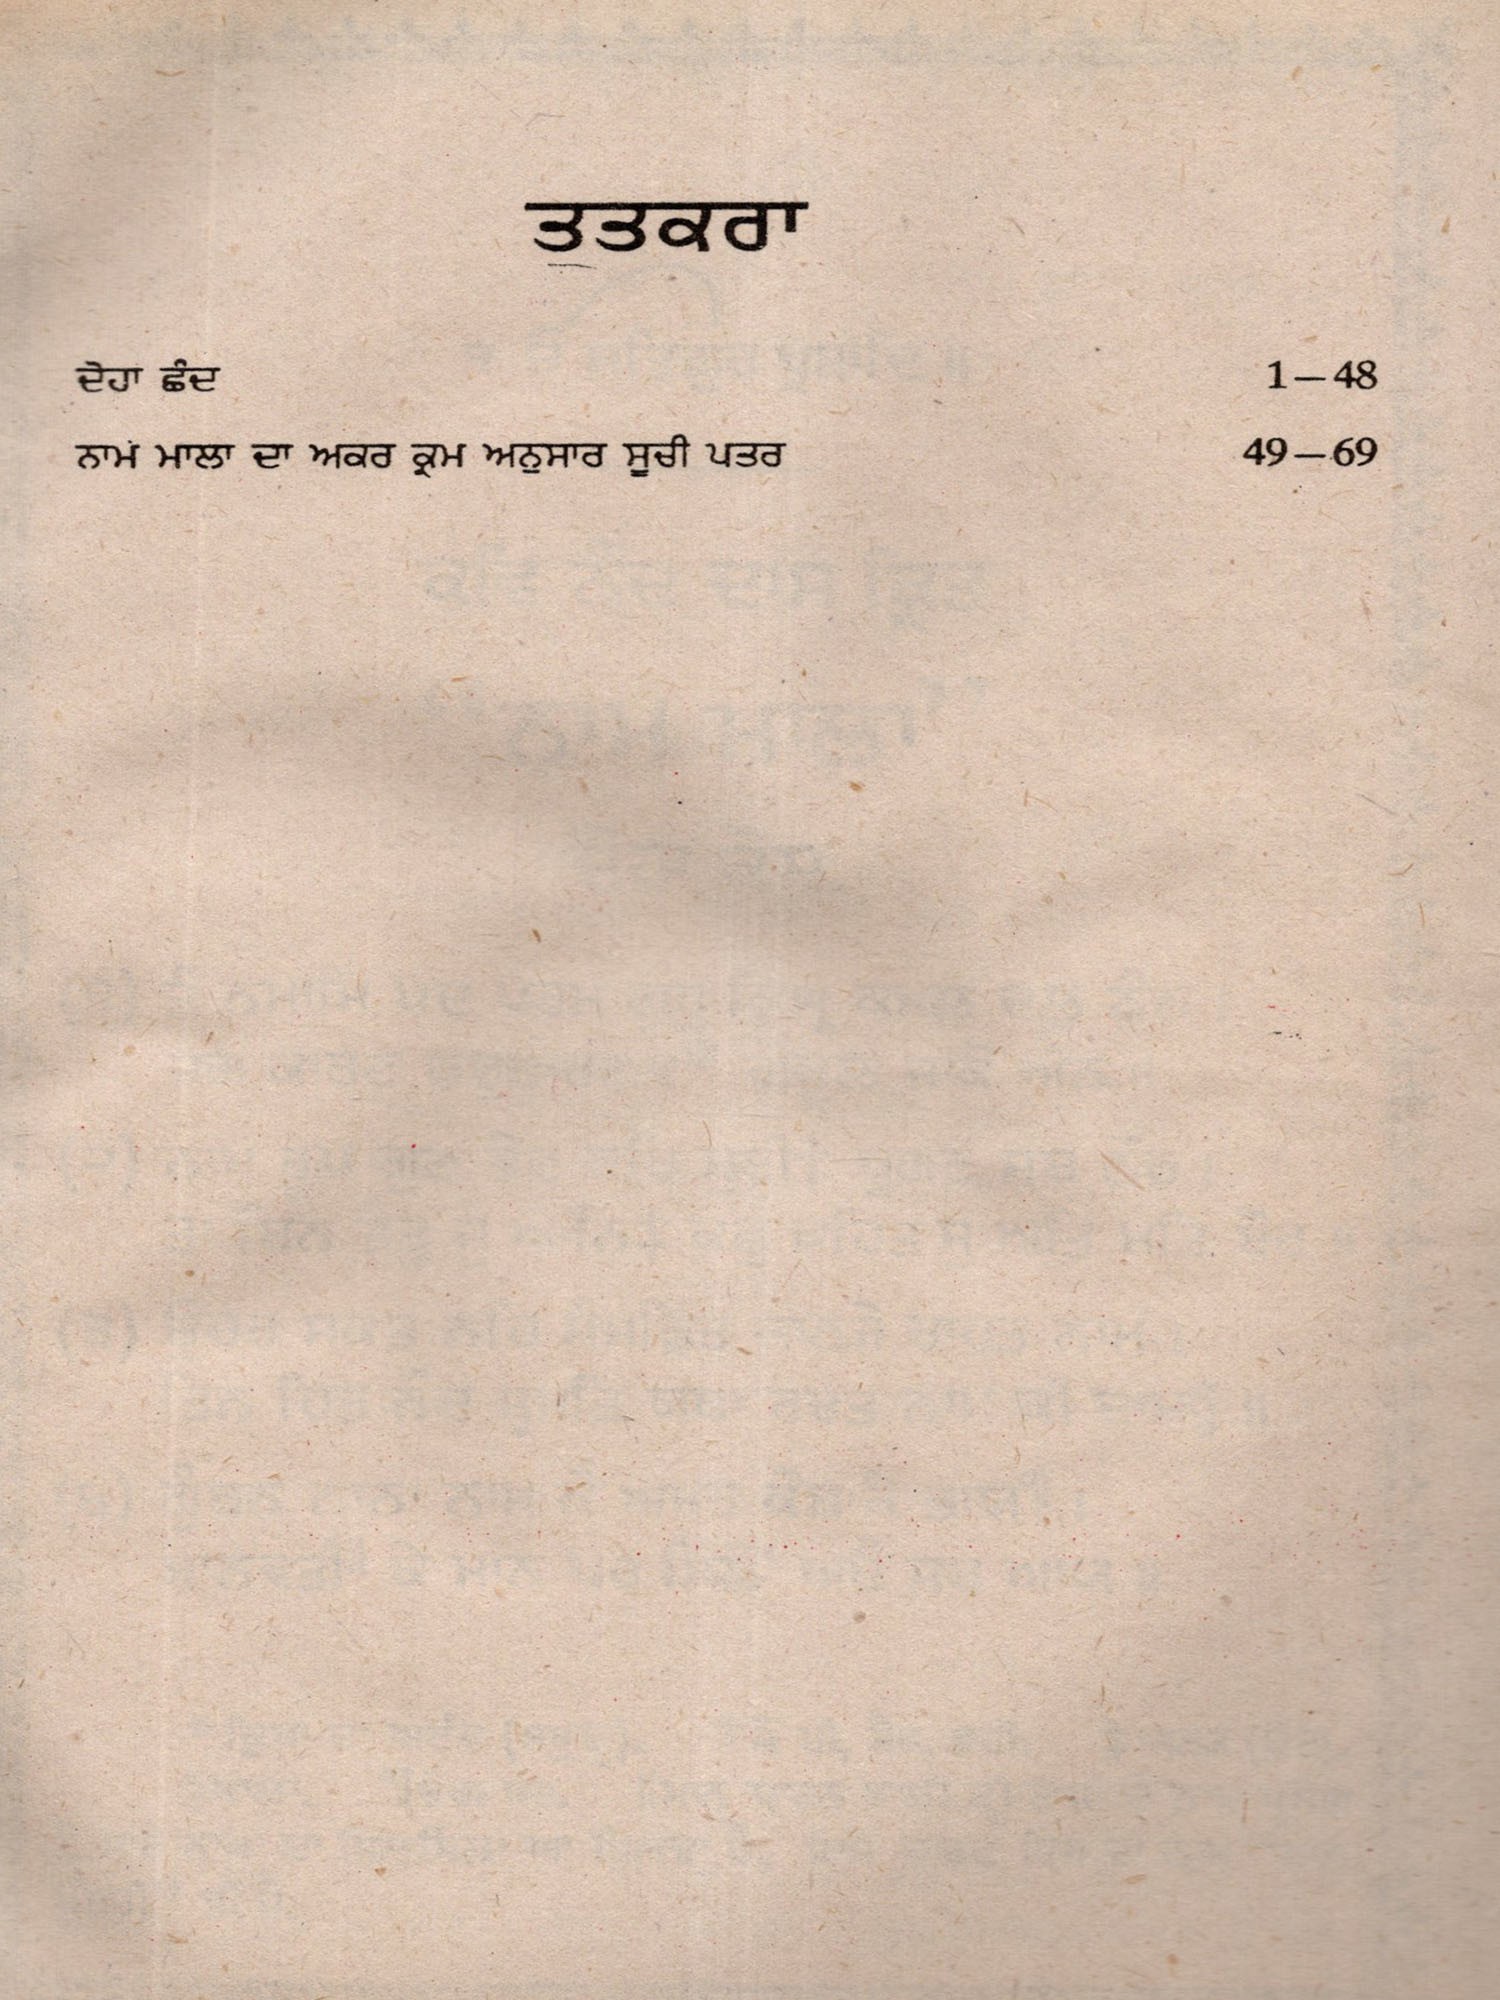 ਤਤਕਰਾ
ਦੋਹਾ ਛੰਦ 1—48
ਨਾਮ ਮਾਲਾ ਦਾ ਅਕਰ ਕ੍ਰਮ ਅਨੁਸਾਰ ਸੂਚੀ ਪਤਰ 49—69